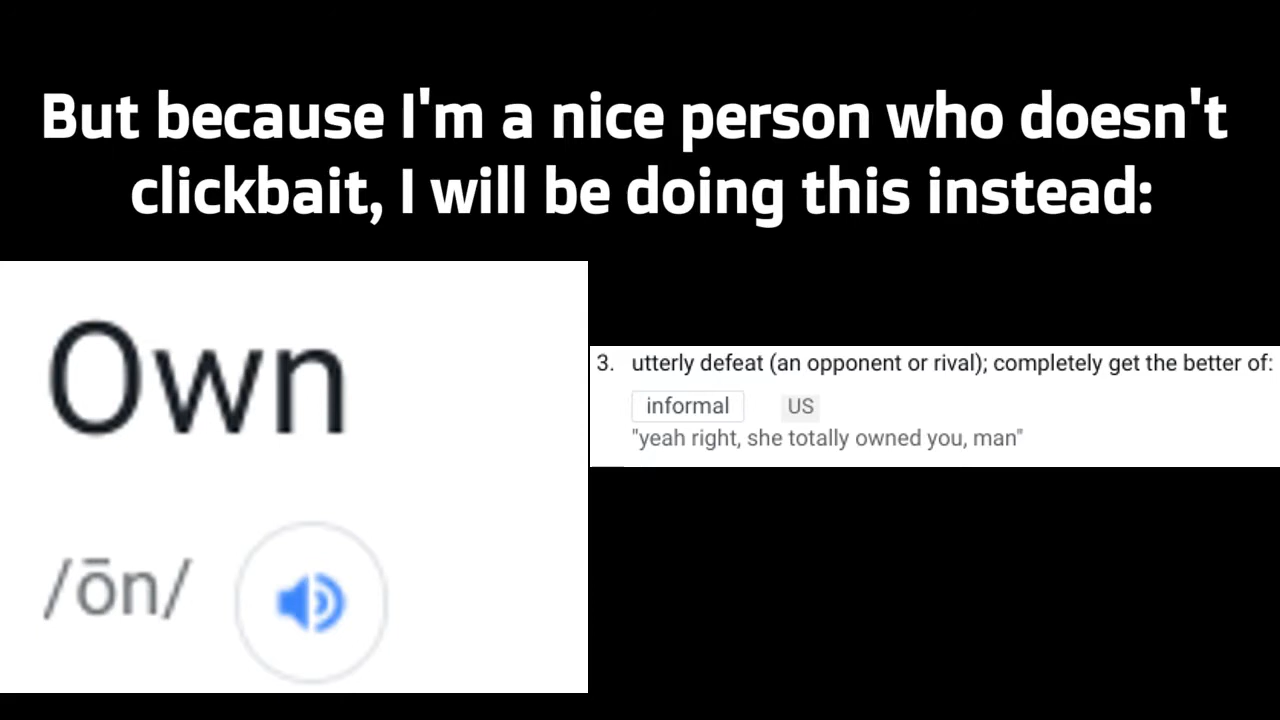 But because I'm a nice person who doesn't
clickbait, I will be doing this instead:
Own
/ōn/
3. utterly defeat (an opponent or rival); completely get the better of:
informal US
"yeah right, she totally owned you, man"